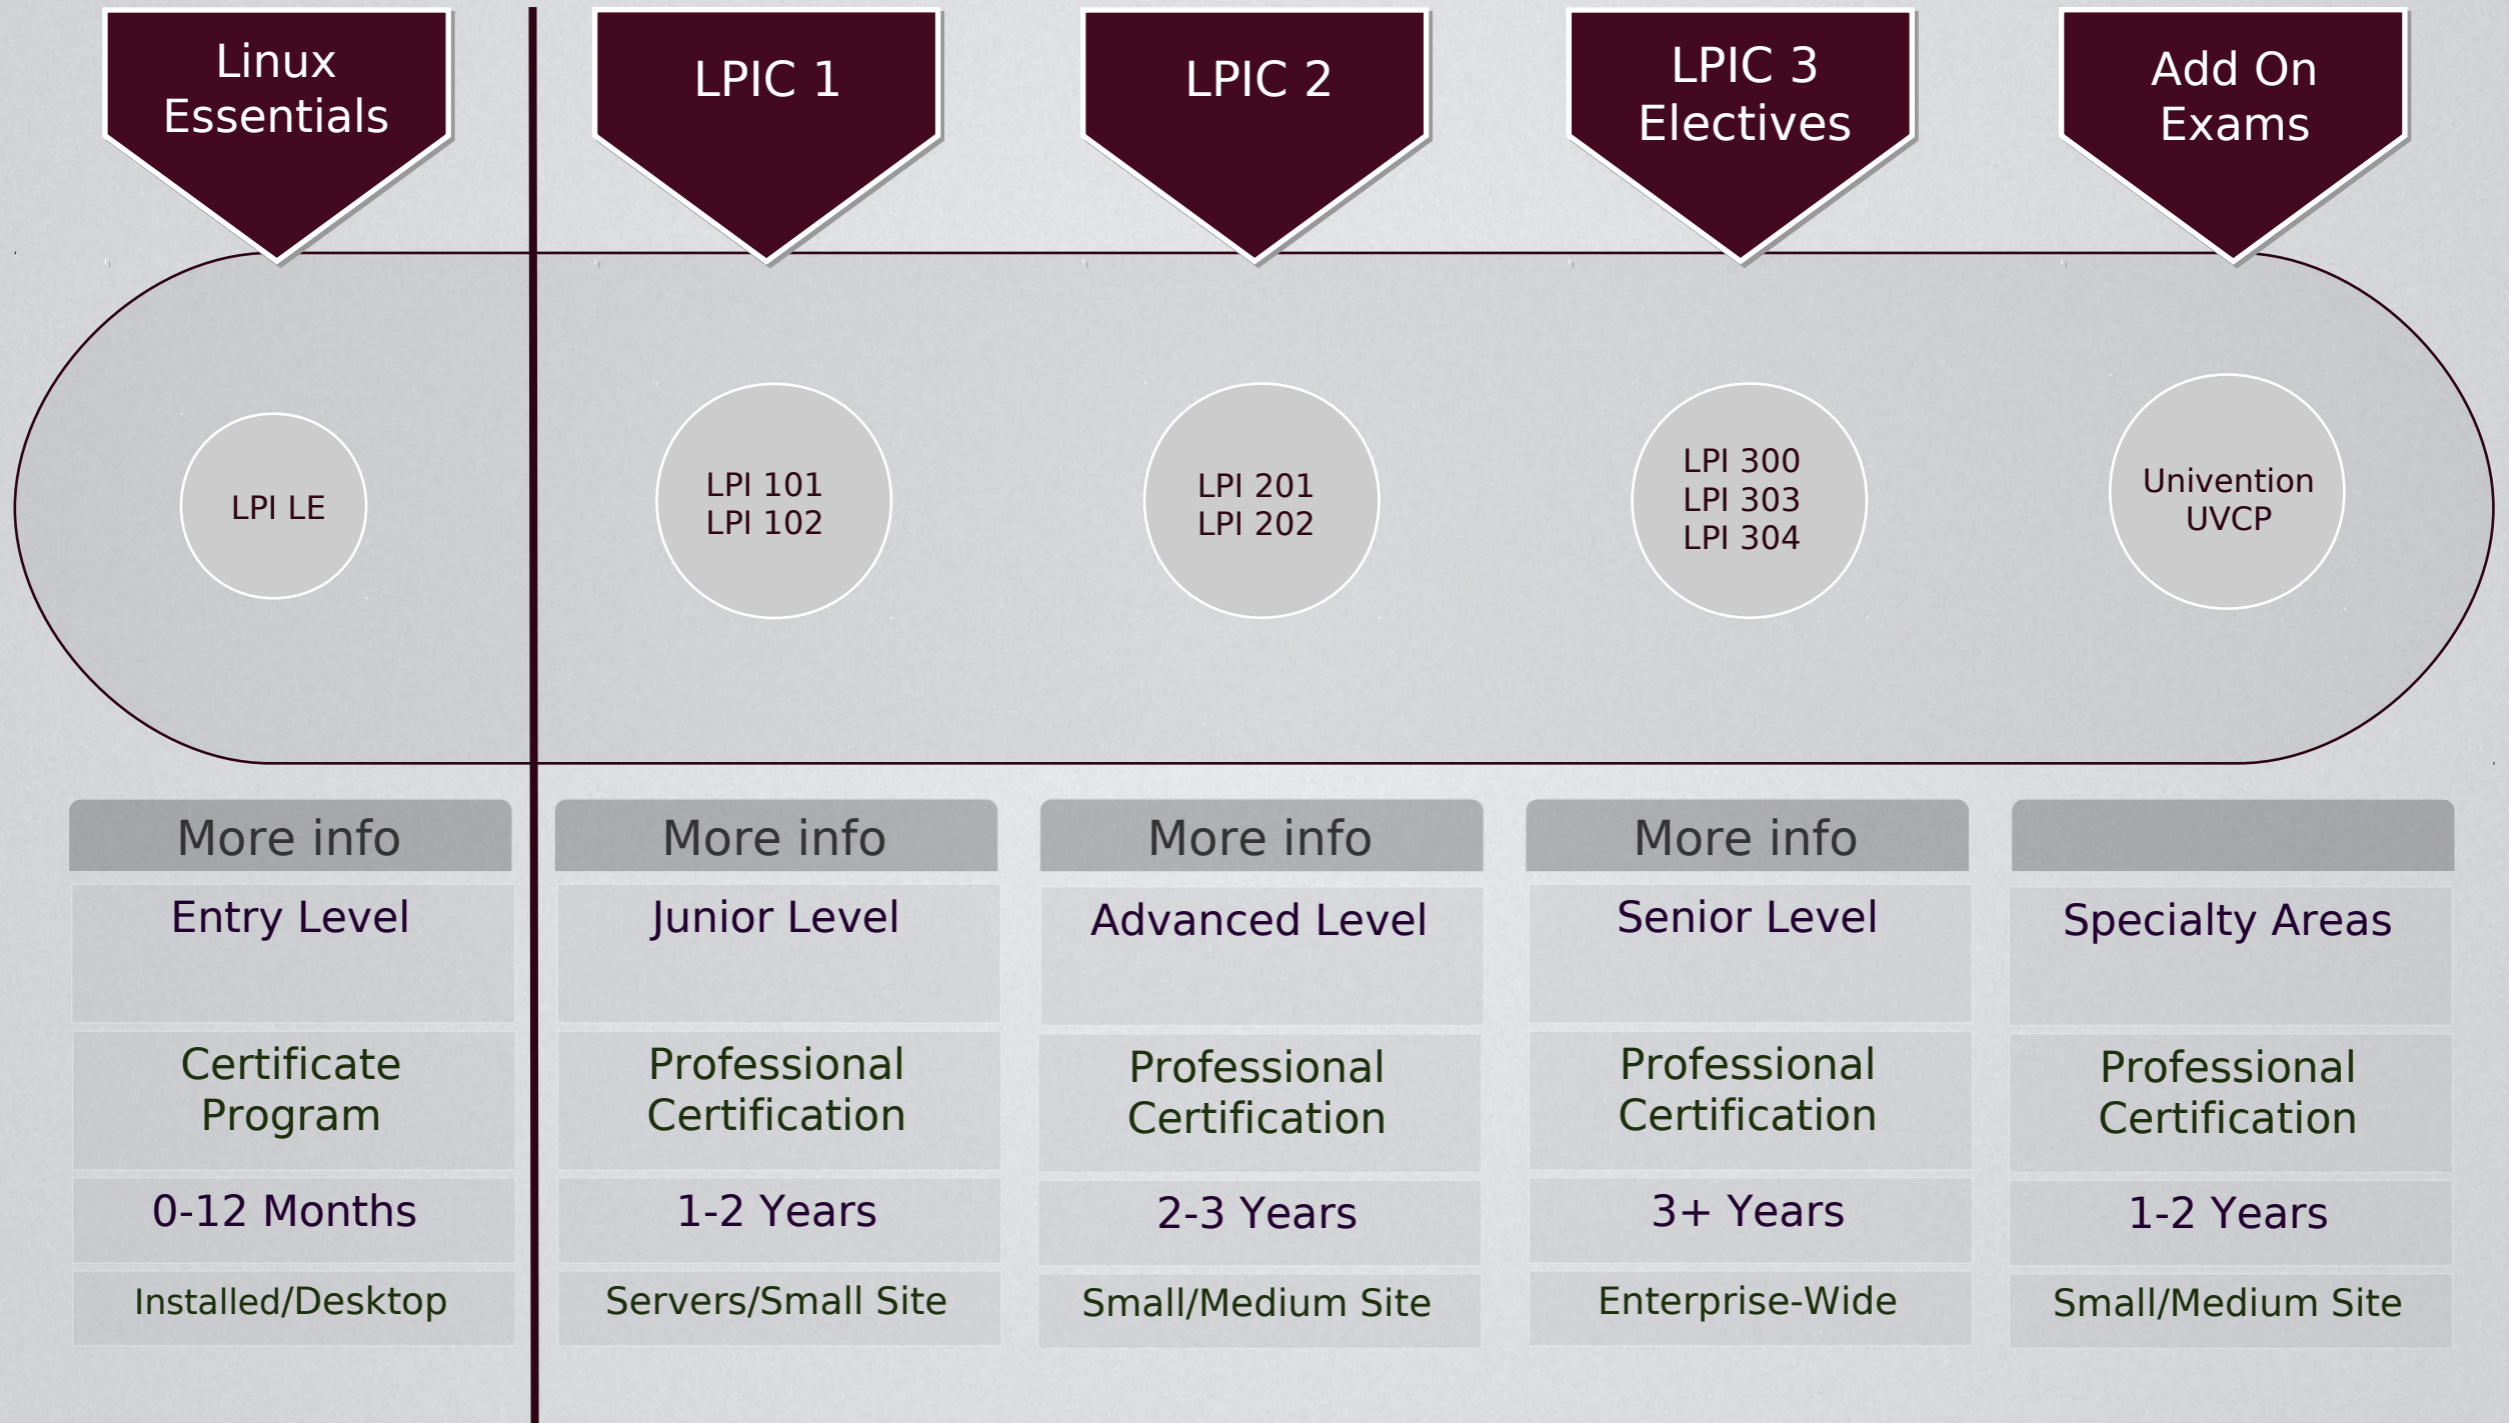 Linux
Essentials
LPIC 1
LPIC 2
LPIC 3
Electives
Add On
Exams
LPI LE
LPI 101
LPI 102
LPI 201
LPI 202
LPI 300
LPI 303
LPI 304
Univention
UVCP
More info
More info
More info
More info
Entry Level
Junior Level
Advanced Level
Senior Level
Specialty Areas
Certificate
Program
Professional
Certification
Professional
Certification
Professional
Certification
Professional
Certification
0-12 Months
1-2 Years
2-3 Years
3+ Years
1-2 Years
Installed/Desktop
Servers/Small Site
Small/Medium Site
Enterprise-Wide
Small/Medium Site